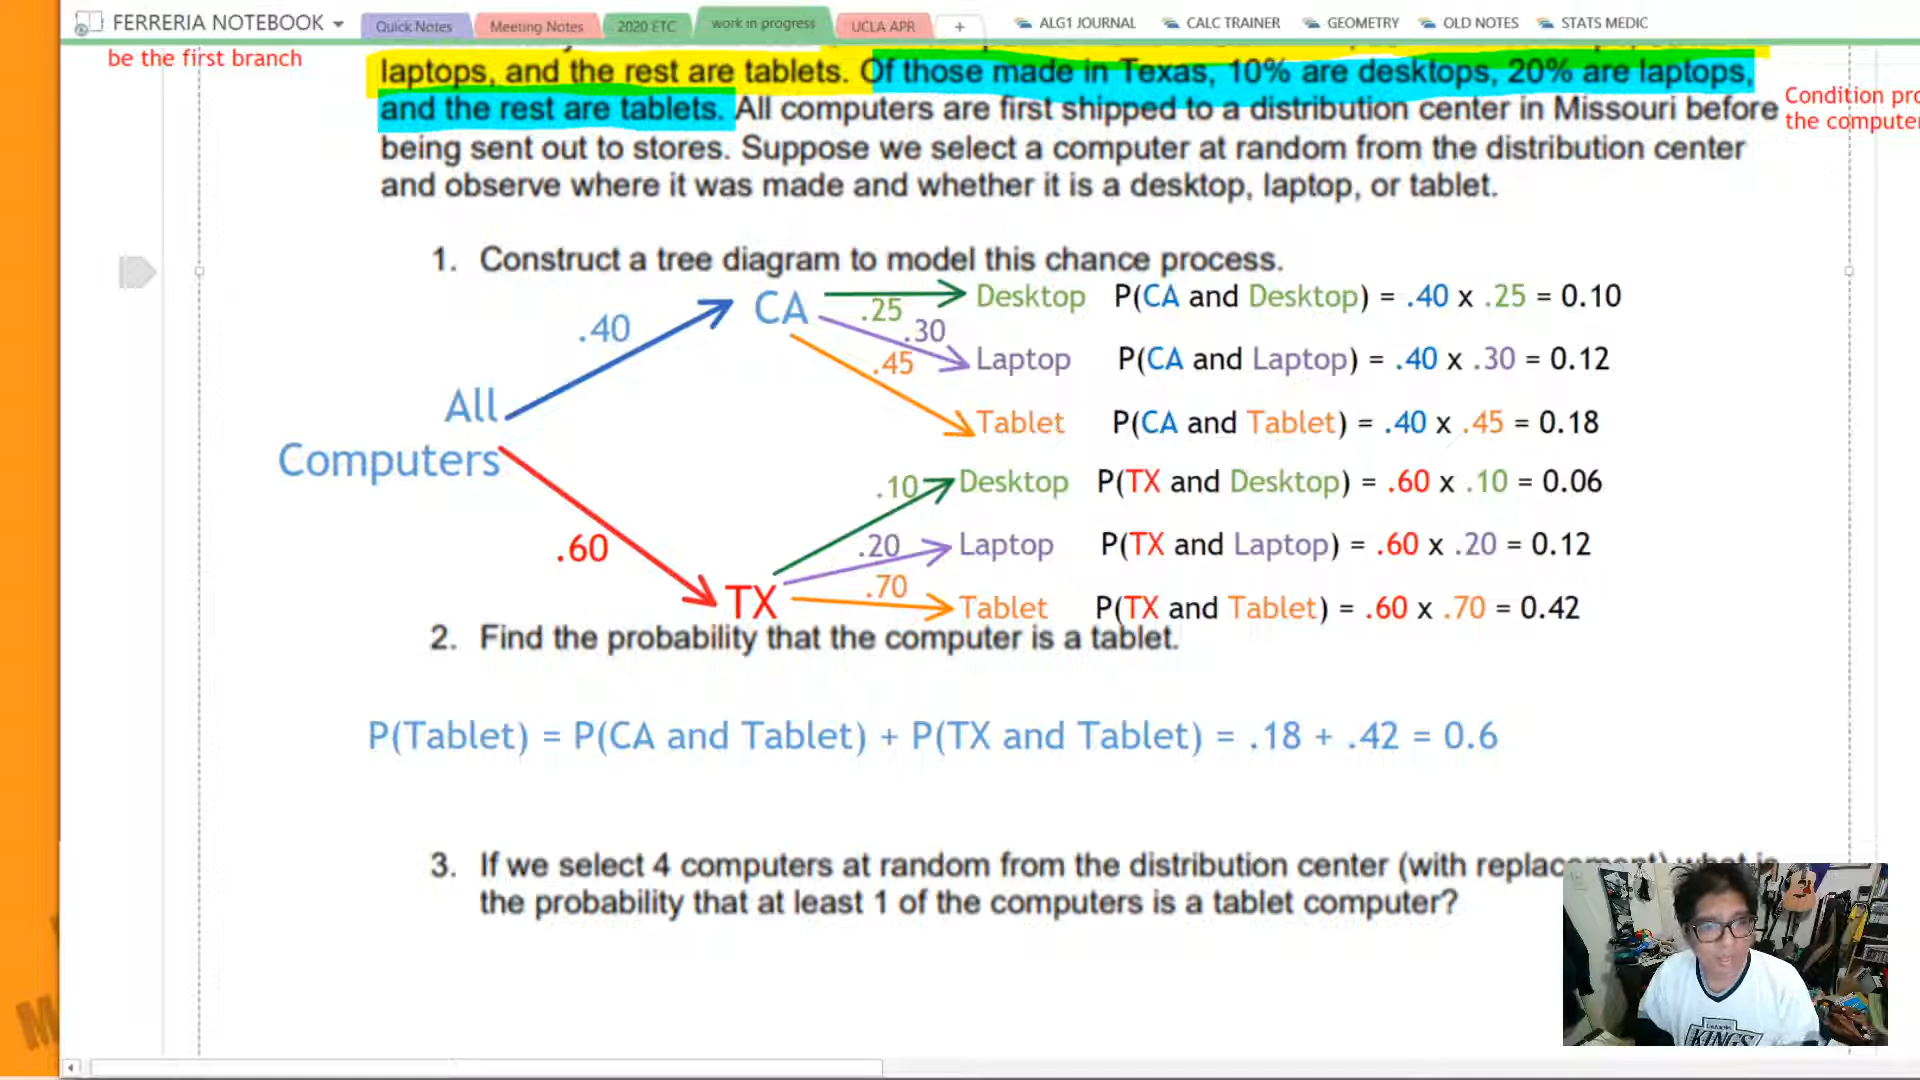 FERRERIA NOTEBOOK
Quick Notes
Meeting Notes
2020 ETC
work in progress
UCLA APR
+
ALG1 JOURNAL
CALC TRAINER
GEOMETRY
OLD NOTES
STATS MEDIC
be the first branch
laptops, and the rest are tablets. Of those made in Texas, 10% are desktops, 20% are laptops,
and the rest are tablets. All computers are first shipped to a distribution center in Missouri before
being sent out to stores. Suppose we select a computer at random from the distribution center
and observe where it was made and whether it is a desktop, laptop, or tablet.
Condition
the
1. Construct a tree diagram to model this chance process.
All
Computers
.40
.60
CA
.25
.30
.45
Desktop P(CA and Desktop) = .40 x .25 = 0.10
Laptop P(CA and Laptop) = .40 x .30 = 0.12
Tablet P(CA and Tablet) = .40 x .45 = 0.18
TX
.10
.20
.70
Desktop P(TX and Desktop) = .60 x .10 = 0.06
Laptop P(TX and Laptop) = .60 x .20 = 0.12
Tablet P(TX and Tablet) = .60 x .70 = 0.42
2. Find the probability that the computer is a tablet.
P(Tablet) = P(CA and Tablet) + P(TX and Tablet) = .18 + .42 = 0.6
3. If we select 4 computers at random from the distribution center (with
the probability that at least 1 of the computers is a tablet computer?
KINGS